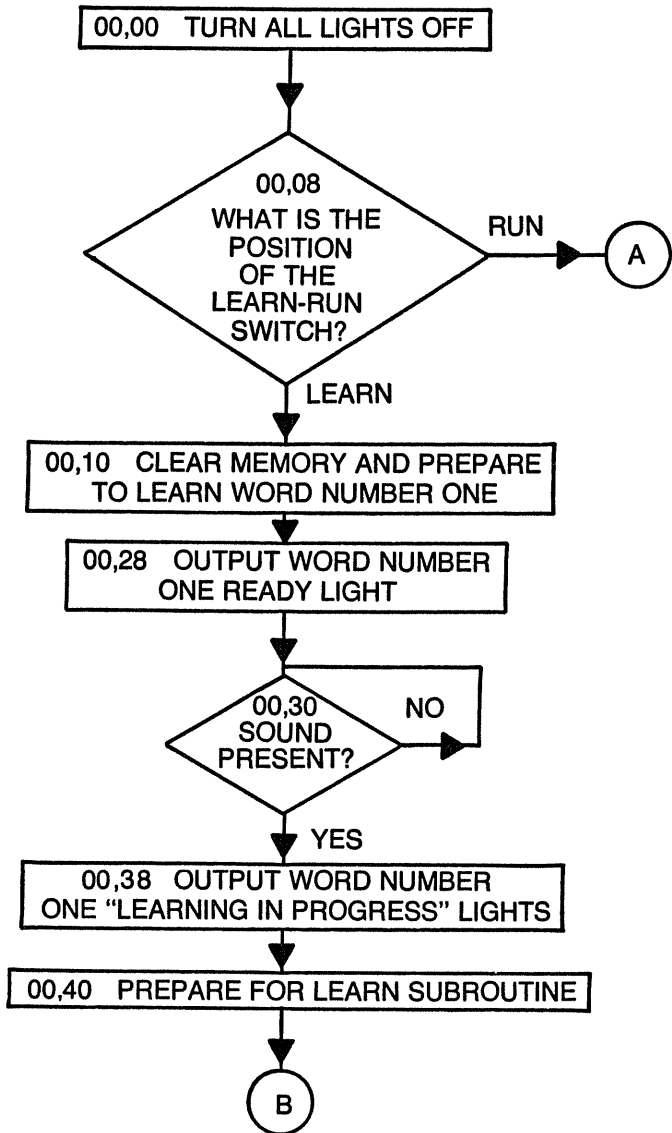 00,00 TURN ALL LIGHTS OFF
00,08
WHAT IS THE
POSITION
OF THE
LEARN-RUN
SWITCH?
RUN
A
LEARN
00,10 CLEAR MEMORY AND PREPARE
TO LEARN WORD NUMBER ONE
00,28 OUTPUT WORD NUMBER
ONE READY LIGHT
00,30
SOUND
PRESENT?
NO
YES
00,38 OUTPUT WORD NUMBER
ONE “LEARNING IN PROGRESS” LIGHTS
00,40 PREPARE FOR LEARN SUBROUTINE
B